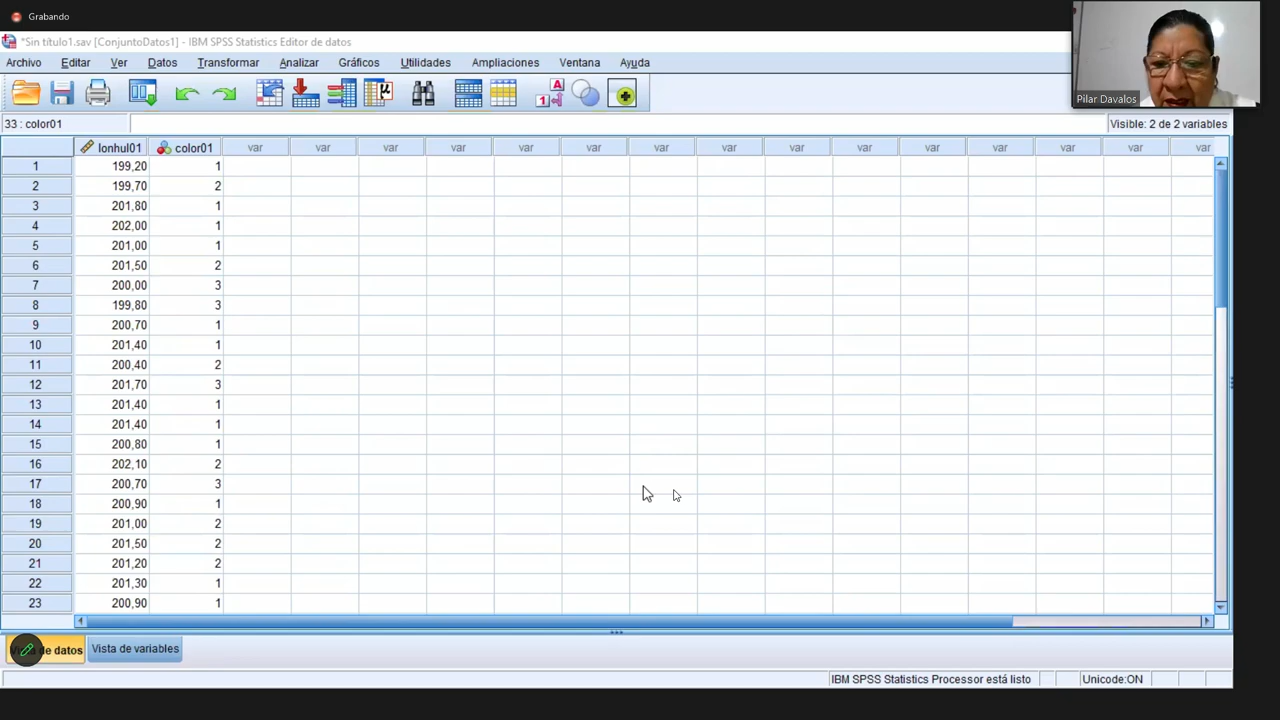 Grabando
*Sin título1.sav [ConjuntoDatos1] - IBM SPSS Statistics Editor de datos
Archivo Editar Ver Datos Transformar Analizar Gráficos Utilidades Ampliaciones Ventana Ayuda
Pilar Davalos
33 : color01 Visible: 2 de 2 variables
lonhul01 color01 var var var var var var var var var var var var var var var
1 199,20 1
2 199,70 2
3 201,80 1
4 202,00 1
5 201,00 1
6 201,50 2
7 200,00 3
8 199,80 3
9 200,70 1
10 201,40 1
11 200,40 2
12 201,70 3
13 201,40 1
14 201,40 1
15 200,80 1
16 202,10 2
17 200,70 3
18 200,90 1
19 201,00 2
20 201,50 2
21 201,20 2
22 201,30 1
23 200,90 1
de datos Vista de variables
IBM SPSS Statistics Processor está listo Unicode:ON